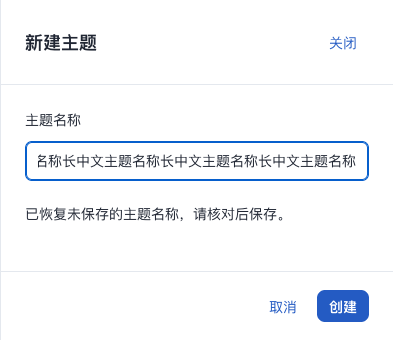 新建主题
关闭
主题名称
名称长中文主题名称长中文主题名称长中文主题名称
已恢复未保存的主题名称，请核对后保存。
取消
创建